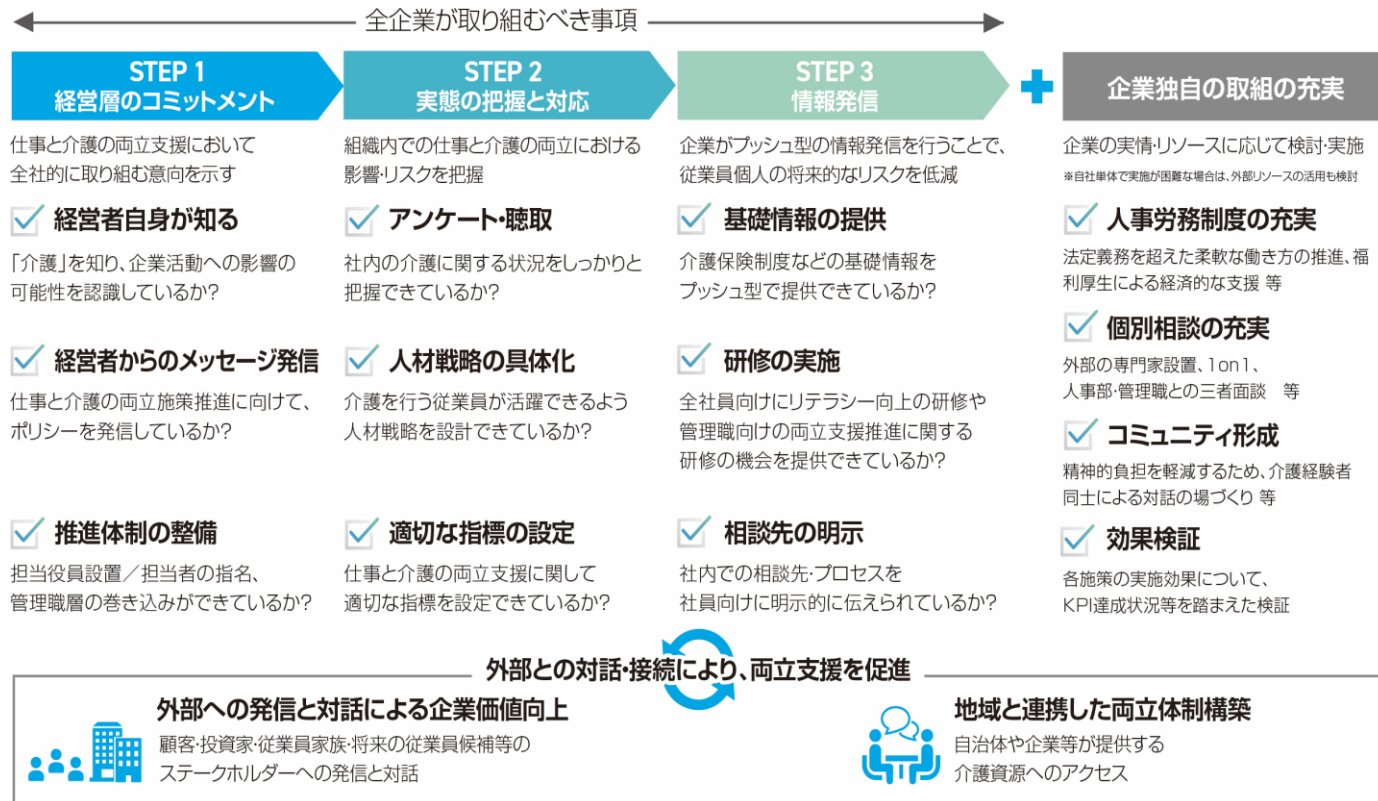 全企業が取り組むべき事項
STEP 1
経営層のコミットメント
仕事と介護の両立支援において
全社的に取り組む意向を示す
経営者自身が知る
「介護」を知り、企業活動への影響の
可能性を認識しているか?
経営者からのメッセージ発信
仕事と介護の両立施策推進に向けて、
ポリシーを発信しているか?
推進体制の整備
担当役員設置／担当者の指名、
管理職層の巻き込みができているか?
STEP 2
実態の把握と対応
組織内での仕事と介護の両立における
影響・リスクを把握
アンケート・聴取
社内の介護に関する状況をしっかりと
把握できているか?
人材戦略の具体化
介護を行う従業員が活躍できるよう
人材戦略を設計できているか?
適切な指標の設定
仕事と介護の両立支援に関して
適切な指標を設定できているか?
STEP 3
情報発信
企業がプッシュ型の情報発信を行うことで、
従業員個人の将来的なリスクを低減
基礎情報の提供
介護保険制度などの基礎情報を
プッシュ型で提供できているか?
研修の実施
全社員向けにリテラシー向上の研修や
管理職向けの両立支援推進に関する
研修の機会を提供できているか?
相談先の明示
社内での相談先・プロセスを
社員向けに明示的に伝えられているか?
企業独自の取組の充実
企業の実情・リソースに応じて検討・実施
※自社単体で実施が困難な場合は、外部リソースの活用も検討
人事労務制度の充実
法定義務を超えた柔軟な働き方の推進、福
利厚生による経済的な支援 等
個別相談の充実
外部の専門家設置、1on1、
人事部・管理職との三者面談　等
コミュニティ形成
精神的負担を軽減するため、介護経験者
同士による対話の場づくり 等
効果検証
各施策の実施効果について、
KPI達成状況等を踏まえた検証
外部との対話・接続により、両立支援を促進
外部への発信と対話による企業価値向上
顧客・投資家・従業員家族・将来の従業員候補等の
ステークホルダーへの発信と対話
地域と連携した両立体制構築
自治体や企業等が提供する
介護資源へのアクセス